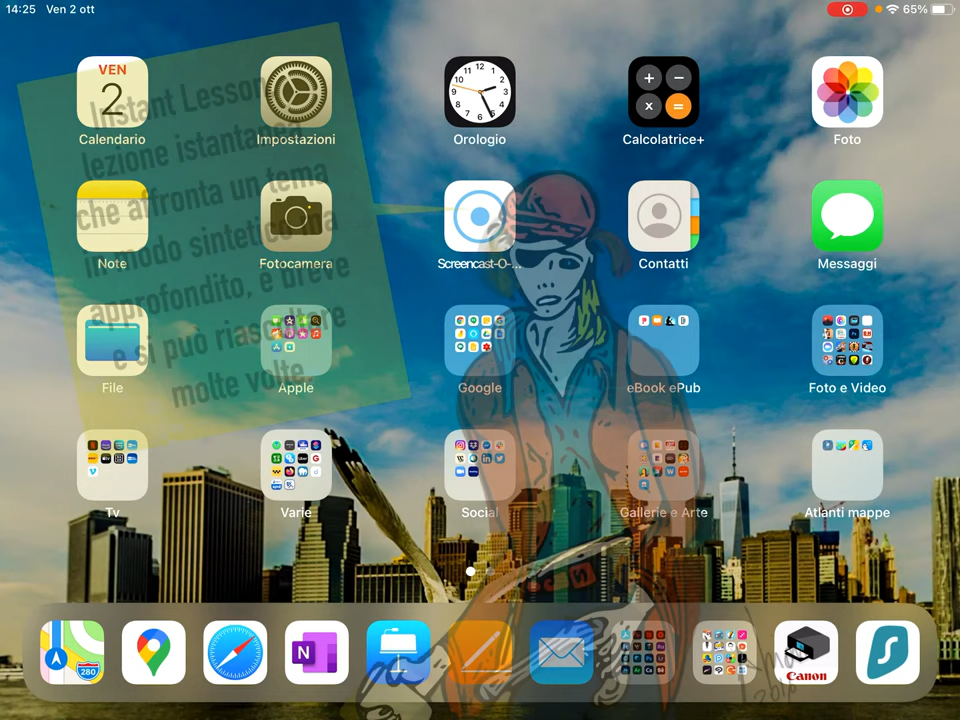 14:25 Ven 2 ott 65%
VEN
2
12
Calendario Impostazioni Orologio Calcolatrice+ Foto
Note Fotocamera Screencast-O-... Contatti Messaggi
File Apple Google eBook ePub Foto e Video
Tv Varie Social Gallerie e Arte Atlanti mappe
Instant Lesson
lezione istantanea
che affronta un tema
in modo sintetico ma
approfondito, e breve
e si può riascoltare
molte volte.
280
N
Canon